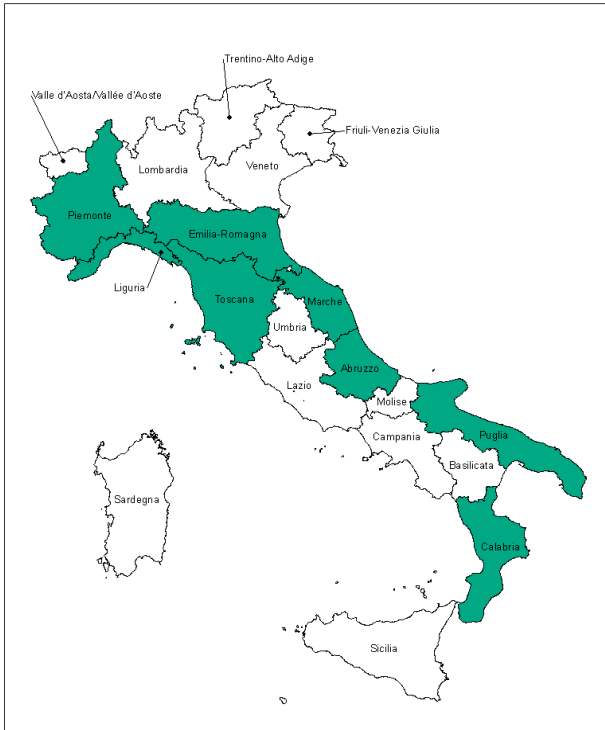 Trentino-Alto Adige
Valle d'Aosta/Vallée d'Aoste
Friuli-Venezia Giulia
Lombardia
Veneto
Piemonte
Emilia-Romagna
Liguria
Toscana
Marche
Umbria
Abruzzo
Lazio
Molise
Campania
Puglia
Basilicata
Sardegna
Calabria
Sicilia